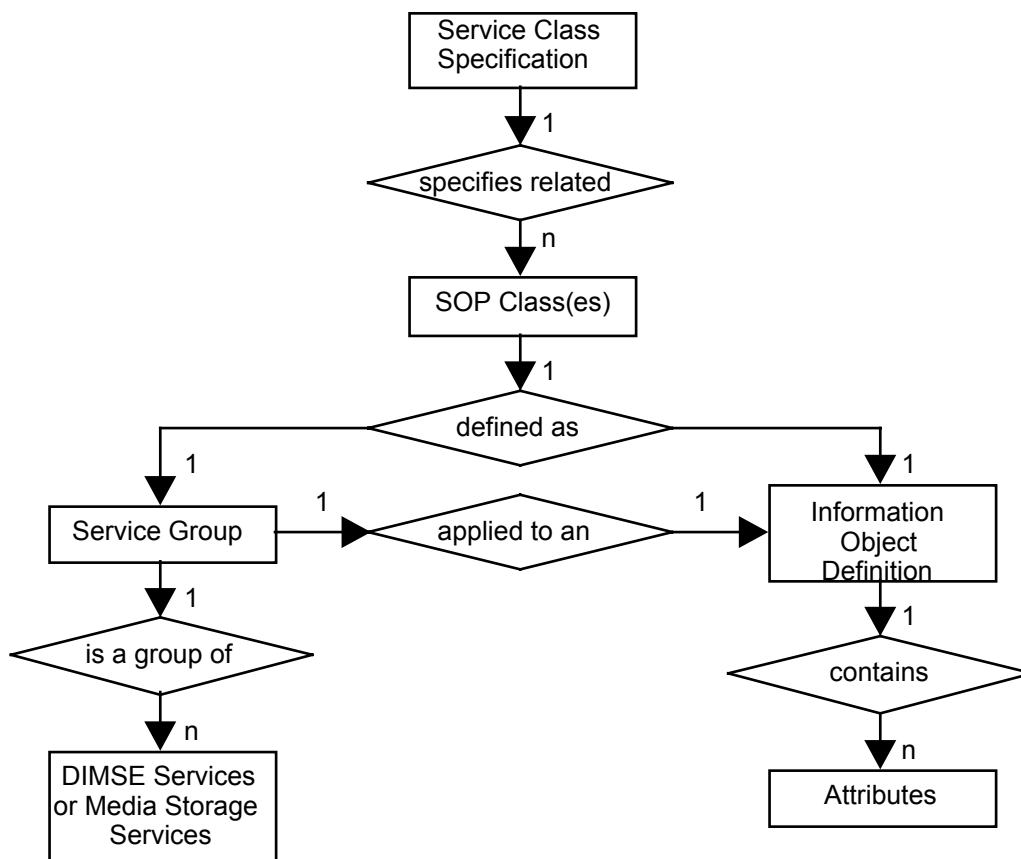 Service Class
Specification
1
specifies related
n
SOP Class(es)
1
defined as
1
1
Service Group
1
applied to an
1
Information
Object
Definition
1
is a group of
n
DIMSE Services
or Media Storage
Services
1
contains
n
Attributes